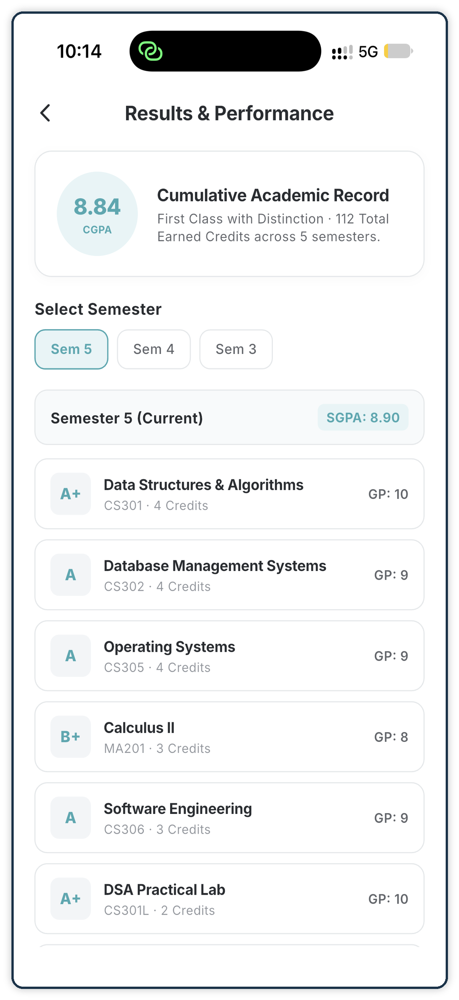 10:14
5G
Results & Performance
8.84
CGPA
Cumulative Academic Record
First Class with Distinction · 112 Total
Earned Credits across 5 semesters.
Select Semester
Sem 5
Sem 4
Sem 3
Semester 5 (Current)
SGPA: 8.90
A+
Data Structures & Algorithms
CS301 · 4 Credits
GP: 10
A
Database Management Systems
CS302 · 4 Credits
GP: 9
A
Operating Systems
CS305 · 4 Credits
GP: 9
B+
Calculus II
MA201 · 3 Credits
GP: 8
A
Software Engineering
CS306 · 3 Credits
GP: 9
A+
DSA Practical Lab
CS301L · 2 Credits
GP: 10